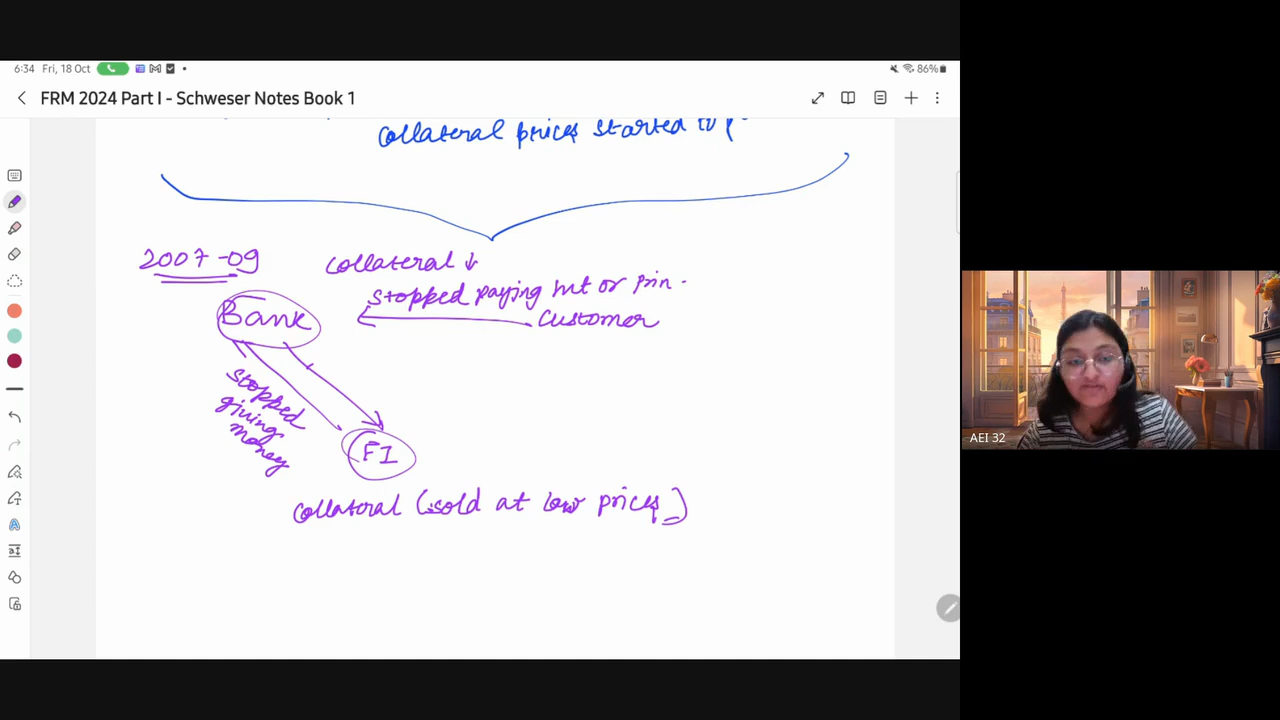 6:34 Fri, 18 Oct
86%
FRM 2024 Part I - Schweser Notes Book 1
collateral prices started to
2007-09
collateral ↓
stopped paying Int or prin.
Bank
customer
stopped
giving
money
FI
collateral (sold at low prices)
AEI 32